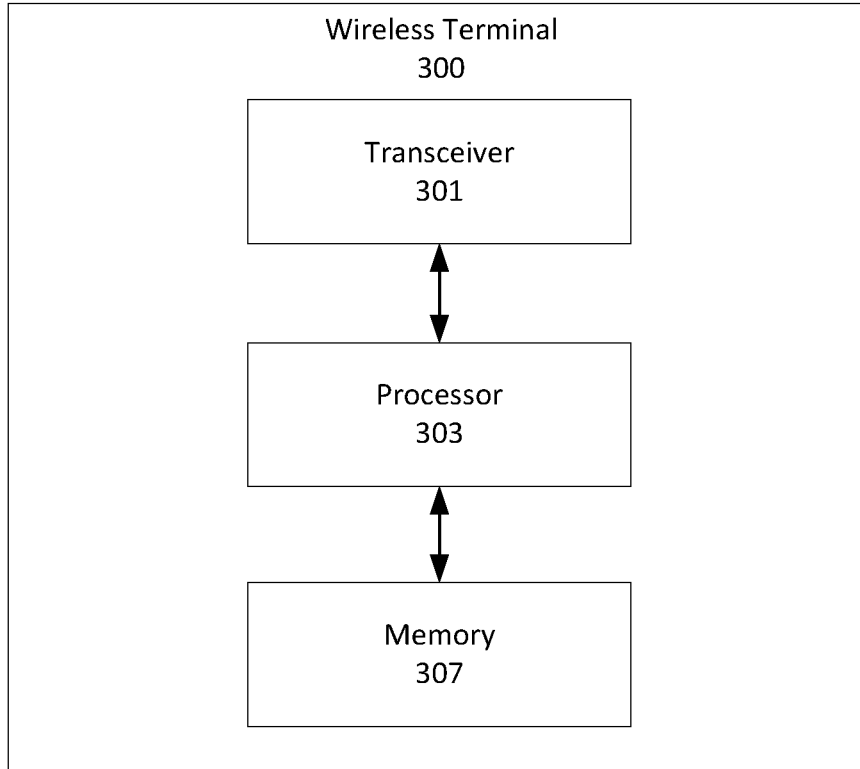 Wireless Terminal
300
Transceiver
301
Processor
303
Memory
307